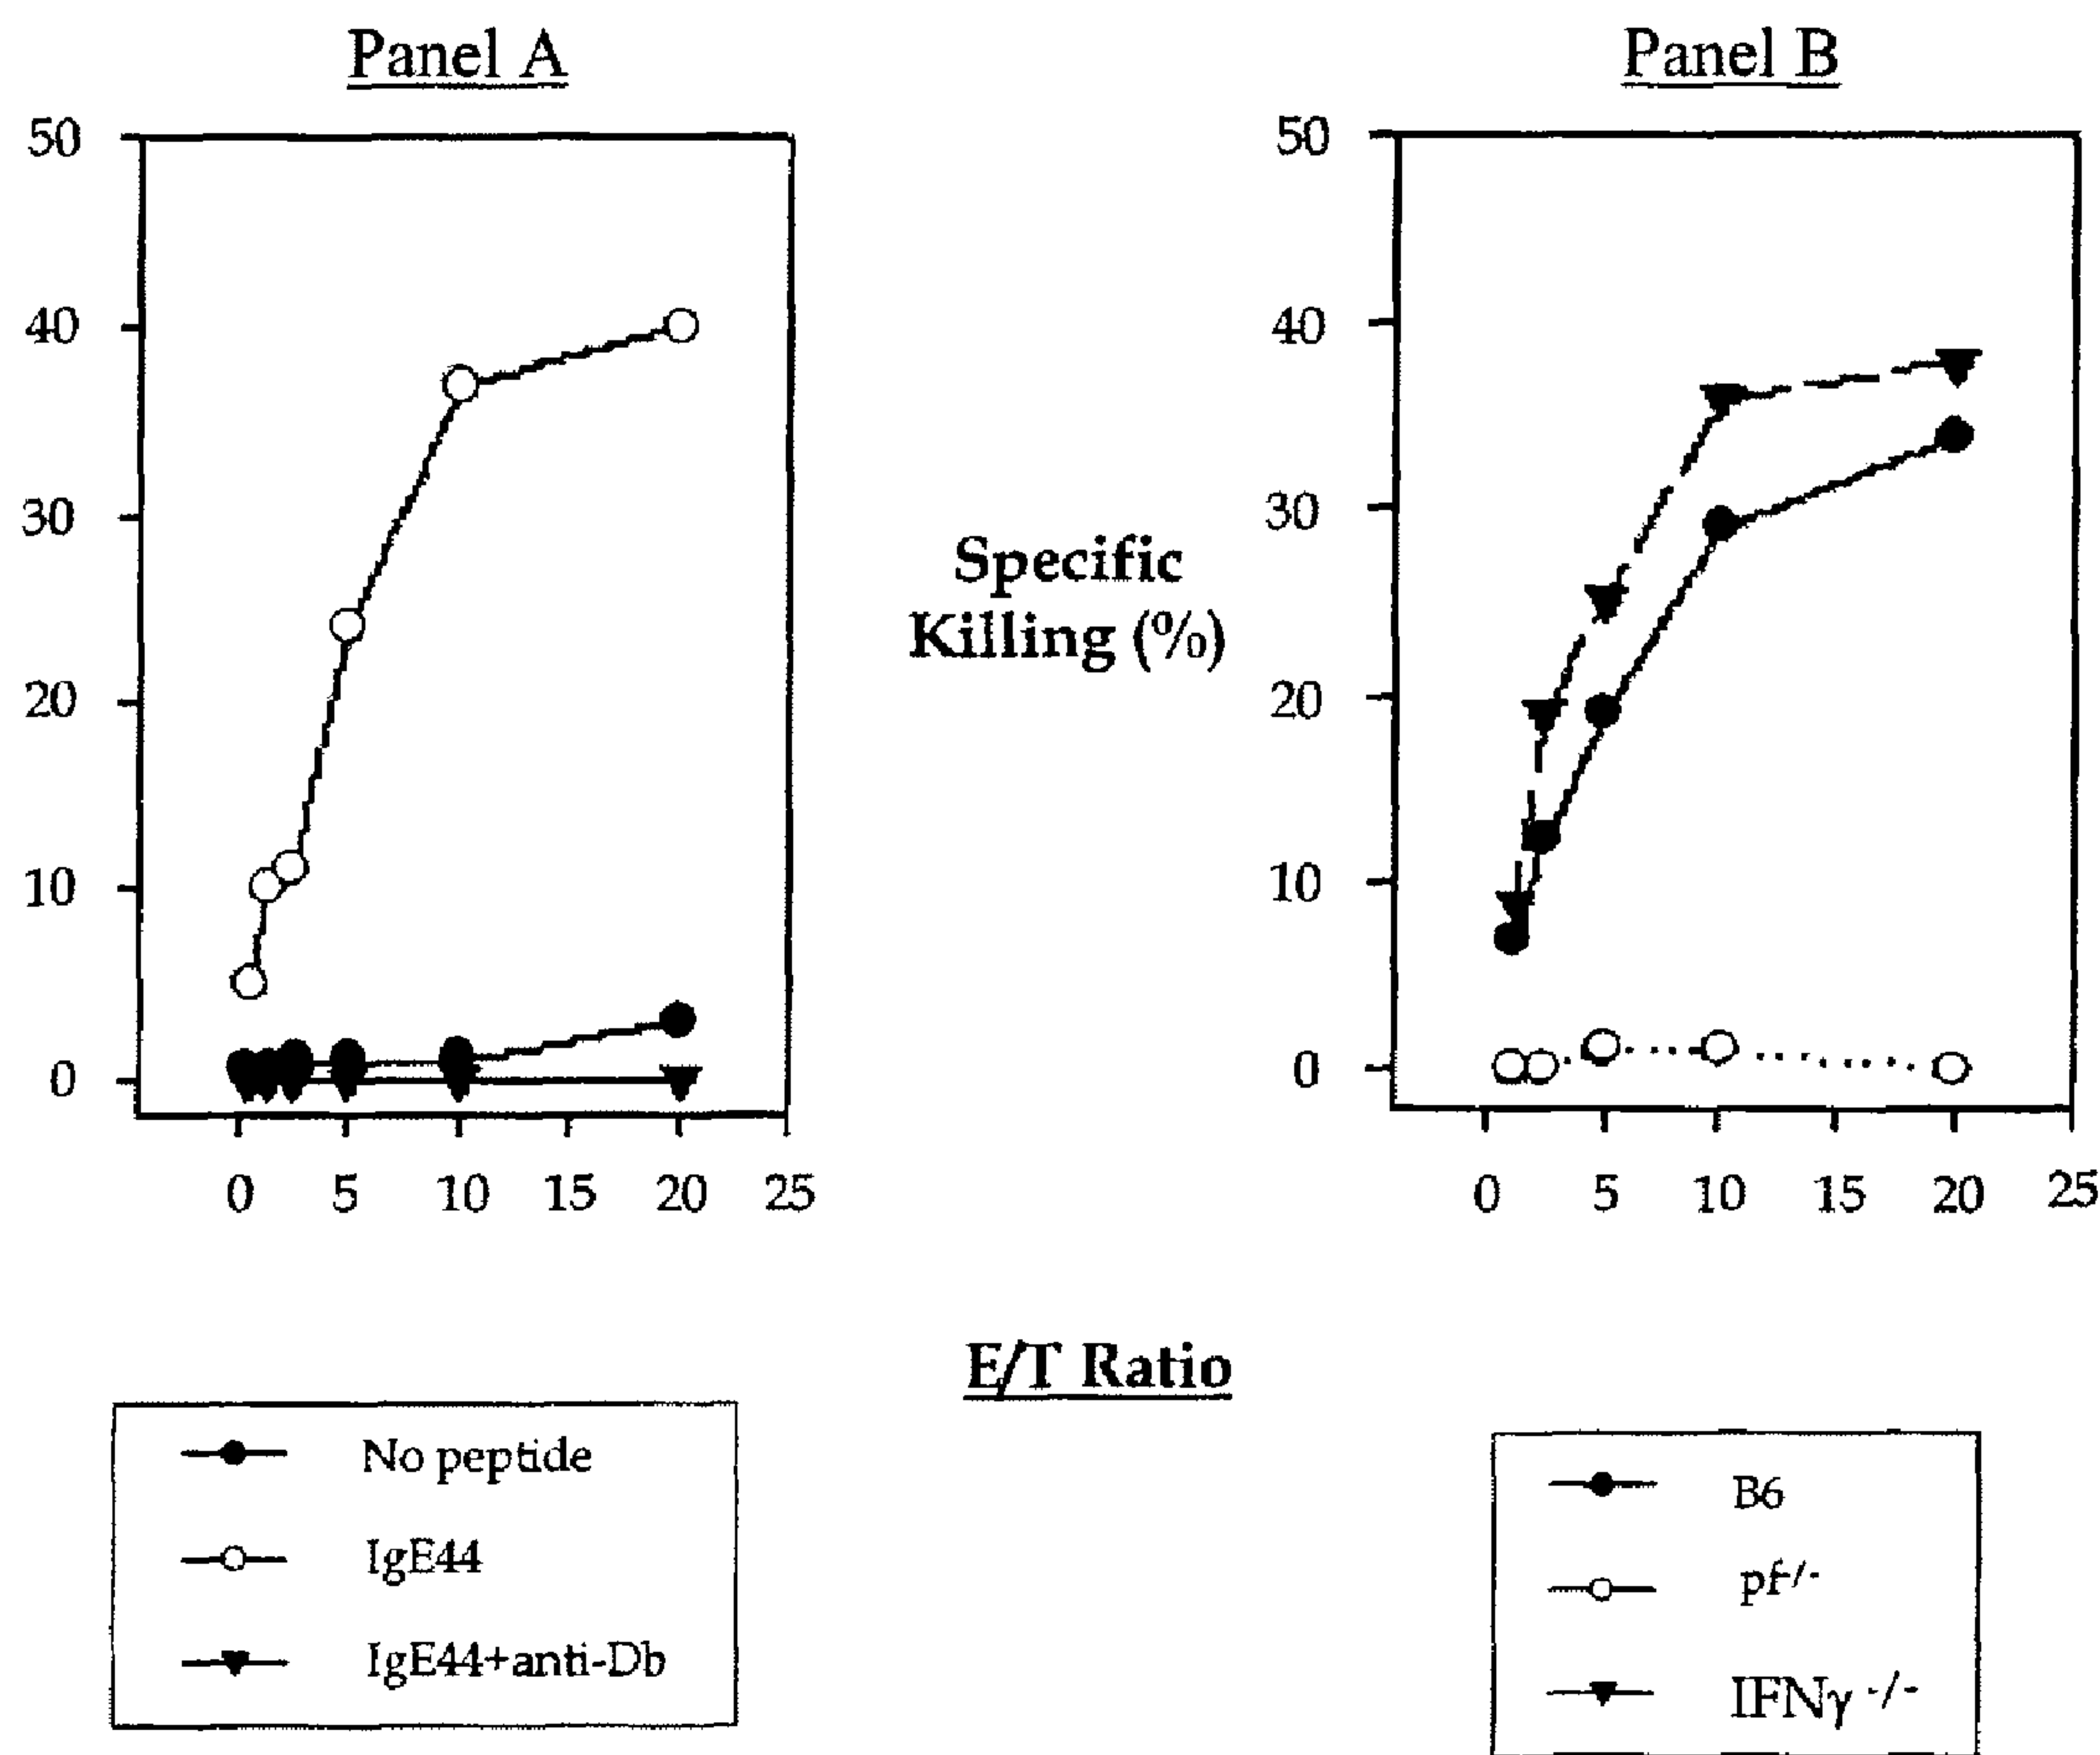 Panel A
50
40
30
20
10
0
0 5 10 15 20 25
Specific
Killing (%)
Panel B
50
40
30
20
10
0
0 5 10 15 20 25
E/T Ratio
No peptide
IgE44
IgE44+anti-Db
B6
pf-/-
IFNγ -/-